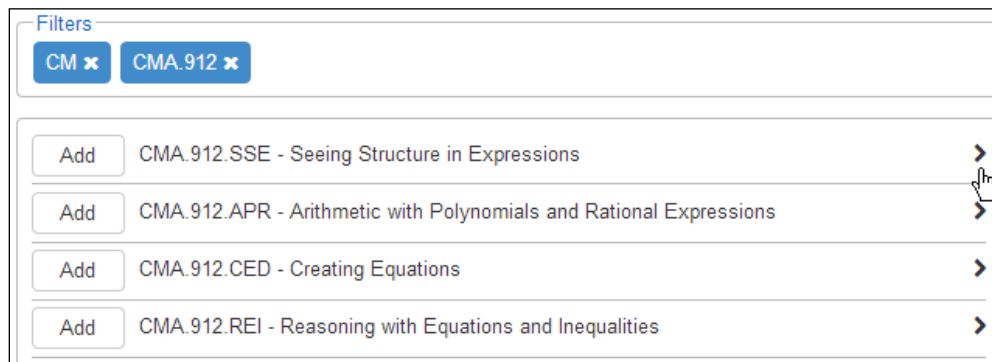 Filters
CM × CMA.912 ×
Add CMA.912.SSE - Seeing Structure in Expressions
Add CMA.912.APR - Arithmetic with Polynomials and Rational Expressions
Add CMA.912.CED - Creating Equations
Add CMA.912.REI - Reasoning with Equations and Inequalities